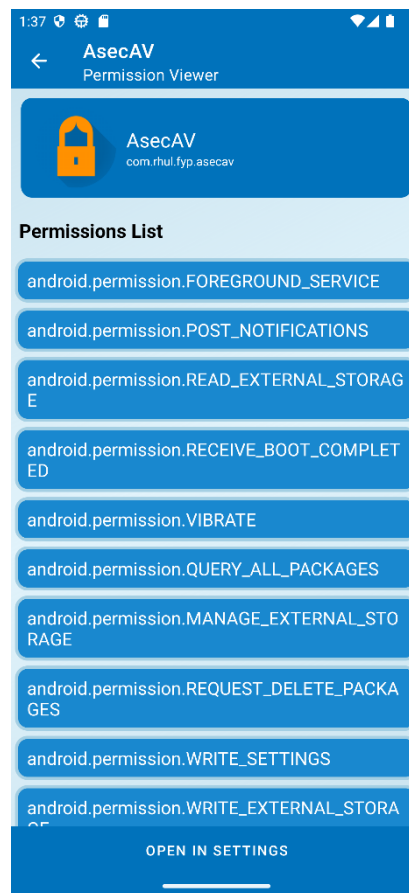 1:37
AsecAV
Permission Viewer
AsecAV
com.rhul.fyp.asecav
Permissions List
android.permission.FOREGROUND_SERVICE
android.permission.POST_NOTIFICATIONS
android.permission.READ_EXTERNAL_STORAG
E
android.permission.RECEIVE_BOOT_COMPLET
ED
android.permission.VIBRATE
android.permission.QUERY_ALL_PACKAGES
android.permission.MANAGE_EXTERNAL_STO
RAGE
android.permission.REQUEST_DELETE_PACKA
GES
android.permission.WRITE_SETTINGS
android.permission.WRITE_EXTERNAL_STORA
OPEN IN SETTINGS